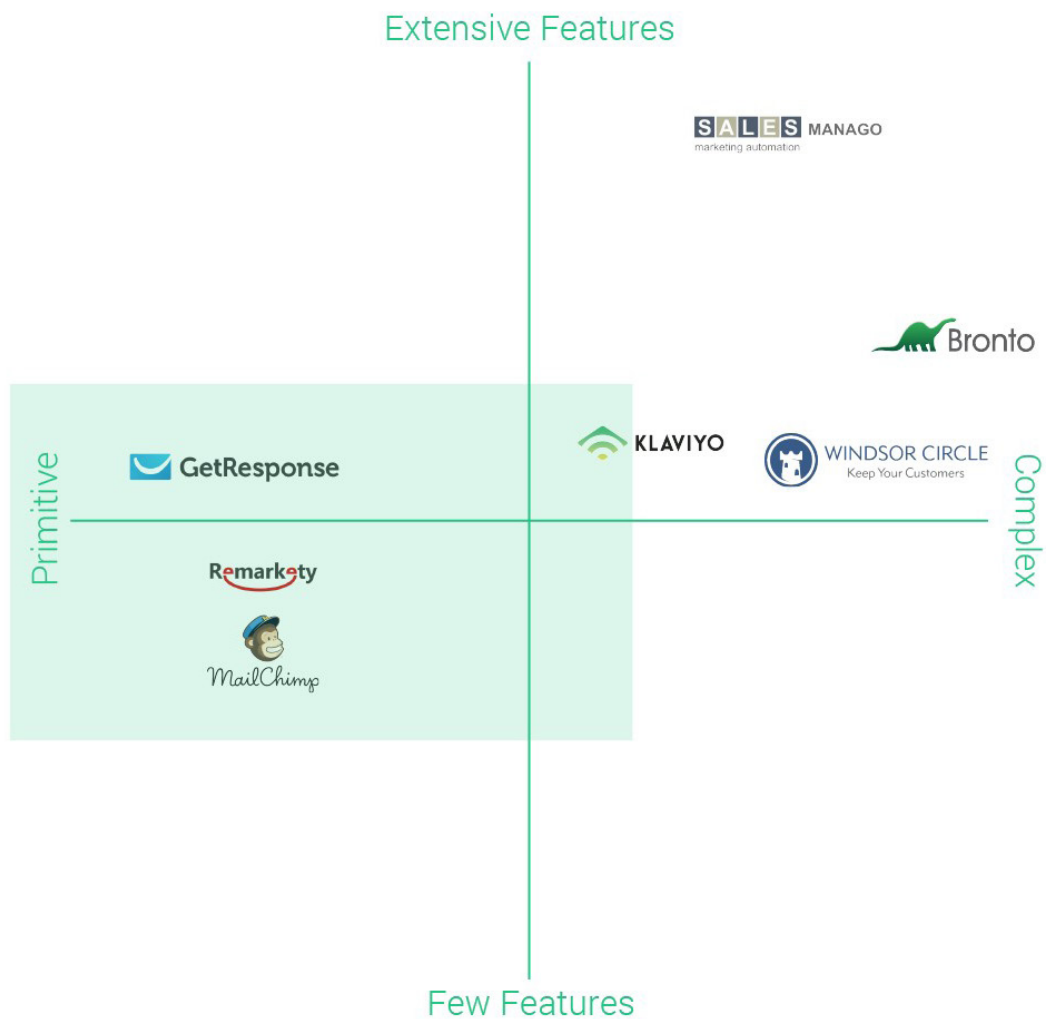 Extensive Features
SALES MANAGO
marketing automation
Bronto
KLAVIYO
WINDSOR CIRCLE
Keep Your Customers
GetResponse
Primitive
Complex
Remarkety
MailChimp
Few Features